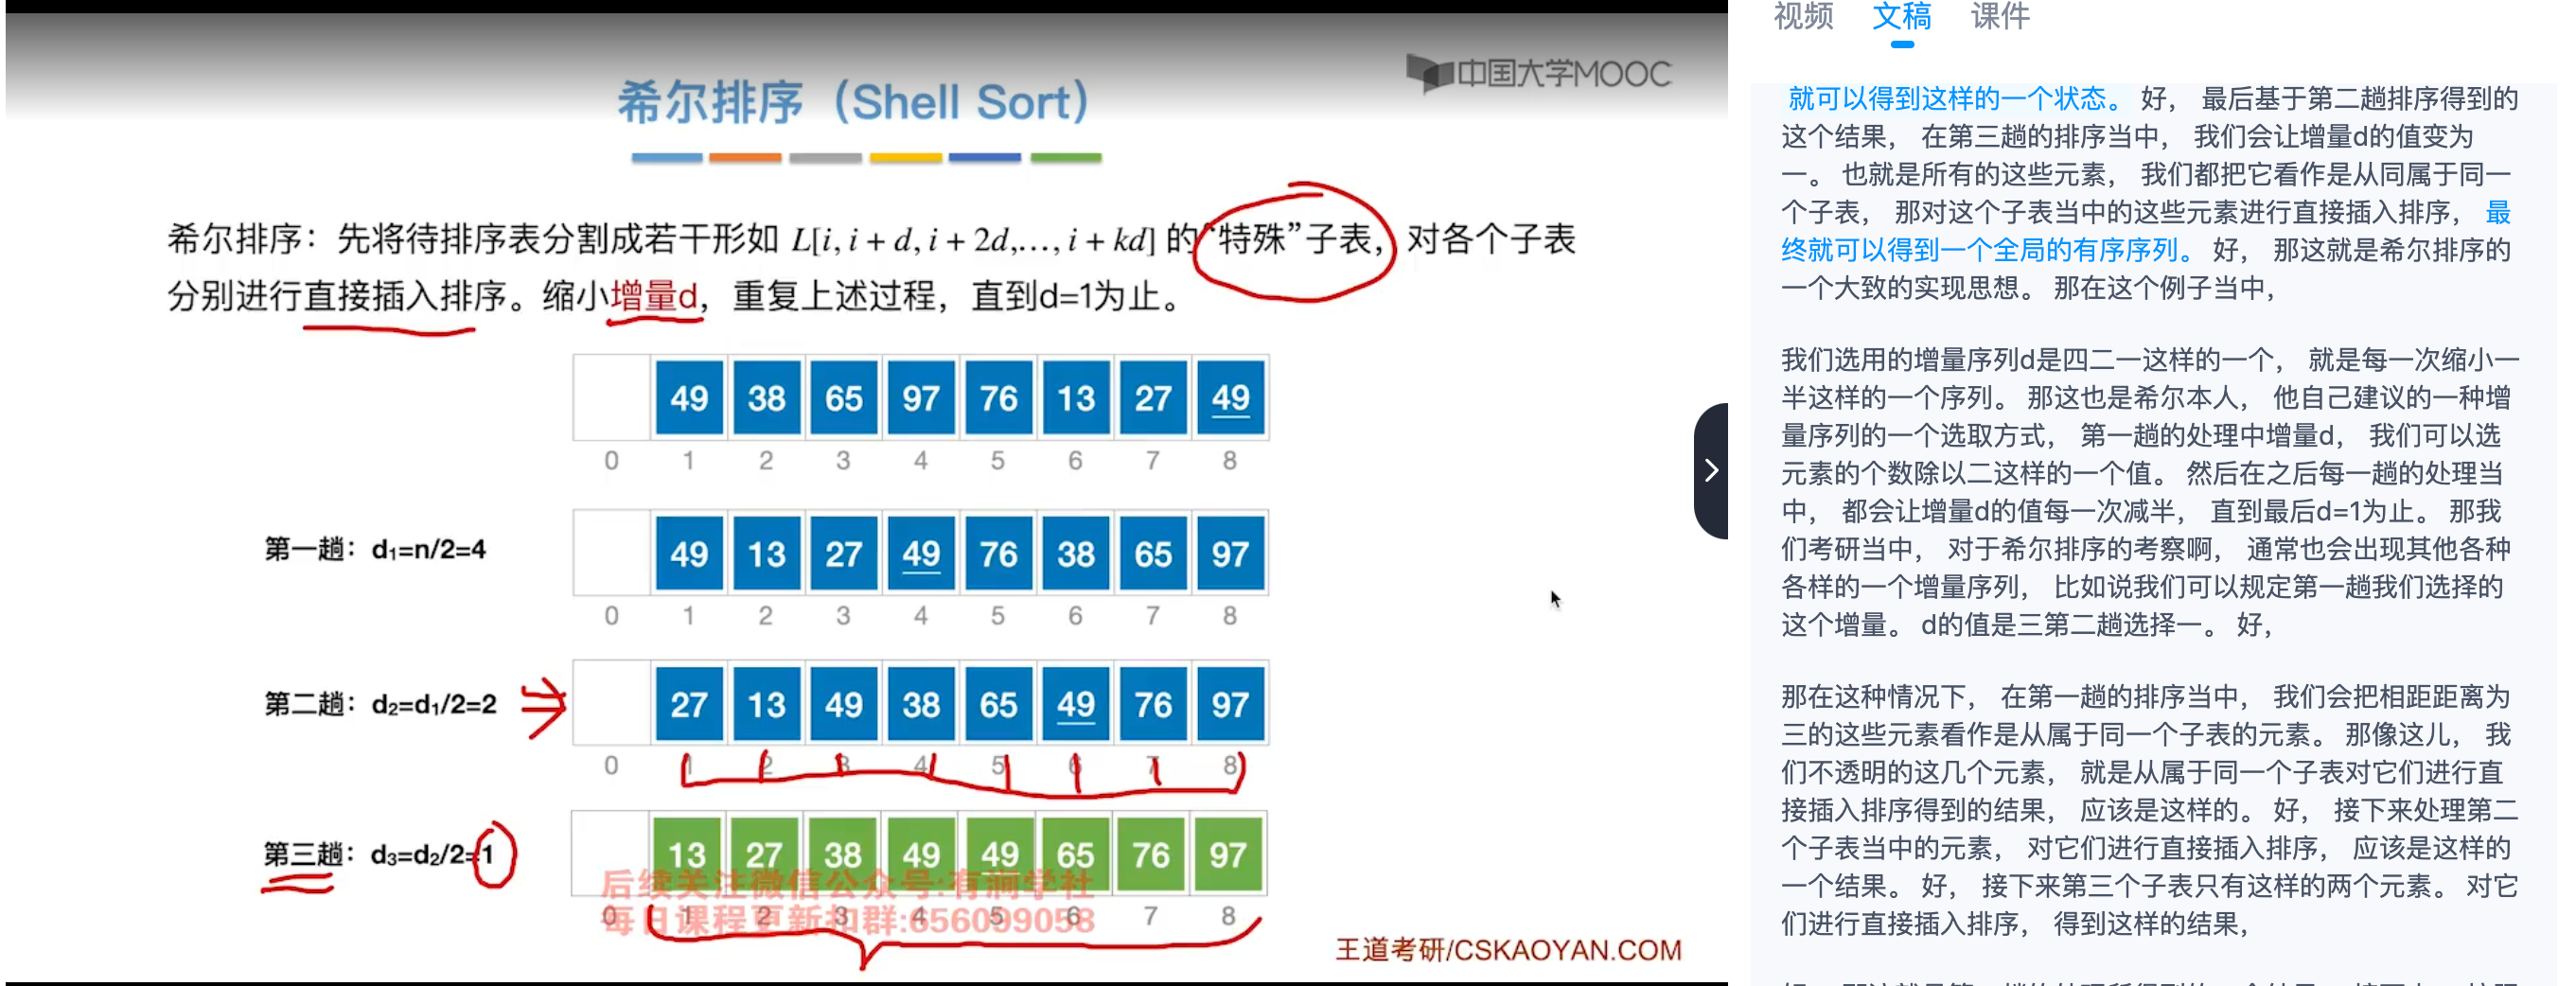 中国大学MOOC
希尔排序（Shell Sort）
希尔排序：先将待排序表分割成若干形如 L[i, i + d, i + 2d,…, i + kd] 的“特殊”子表，对各个子表
分别进行直接插入排序。缩小增量d，重复上述过程，直到d=1为止。
49 38 65 97 76 13 27 49
0 1 2 3 4 5 6 7 8
第一趟：d₁=n/2=4
49 13 27 49 76 38 65 97
0 1 2 3 4 5 6 7 8
第二趟：d₂=d₁/2=2
27 13 49 38 65 49 76 97
0 1 2 3 4 5 6 7 8
第三趟：d₃=d₂/2=1
13 27 38 49 49 65 76 97
0 1 2 3 4 5 6 7 8
后续关注微信公众号:有涧学社
每日课程更新扣群:656099058
王道考研/CSKAOYAN.COM
视频 文稿 课件
就可以得到这样的一个状态。 好， 最后基于第二趟排序得到的
这个结果， 在第三趟的排序当中， 我们会让增量d的值变为
一。 也就是所有的这些元素， 我们都把它看作是从同属于同一
个子表， 那对这个子表当中的这些元素进行直接插入排序， 最
终就可以得到一个全局的有序序列。 好， 那这就是希尔排序的
一个大致的实现思想。 那在这个例子当中，
我们选用的增量序列d是四二一这样的一个， 就是每一次缩小一
半这样的一个序列。 那这也是希尔本人， 他自己建议的一种增
量序列的一个选取方式， 第一趟的处理中增量d， 我们可以选
元素的个数除以二这样的一个值。 然后在之后每一趟的处理当
中， 都会让增量d的值每一次减半， 直到最后d=1为止。 那我
们考研当中， 对于希尔排序的考察啊， 通常也会出现其他各种
各样的一个增量序列， 比如说我们可以规定第一趟我们选择的
这个增量。 d的值是三第二趟选择一。 好，
那在这种情况下， 在第一趟的排序当中， 我们会把相距距离为
三的这些元素看作是从属于同一个子表的元素。 那像这儿， 我
们不透明的这几个元素， 就是从属于同一个子表对它们进行直
接插入排序得到的结果， 应该是这样的。 好， 接下来处理第二
个子表当中的元素， 对它们进行直接插入排序， 应该是这样的
一个结果。 好， 接下来第三个子表只有这样的两个元素。 对它
们进行直接插入排序， 得到这样的结果，